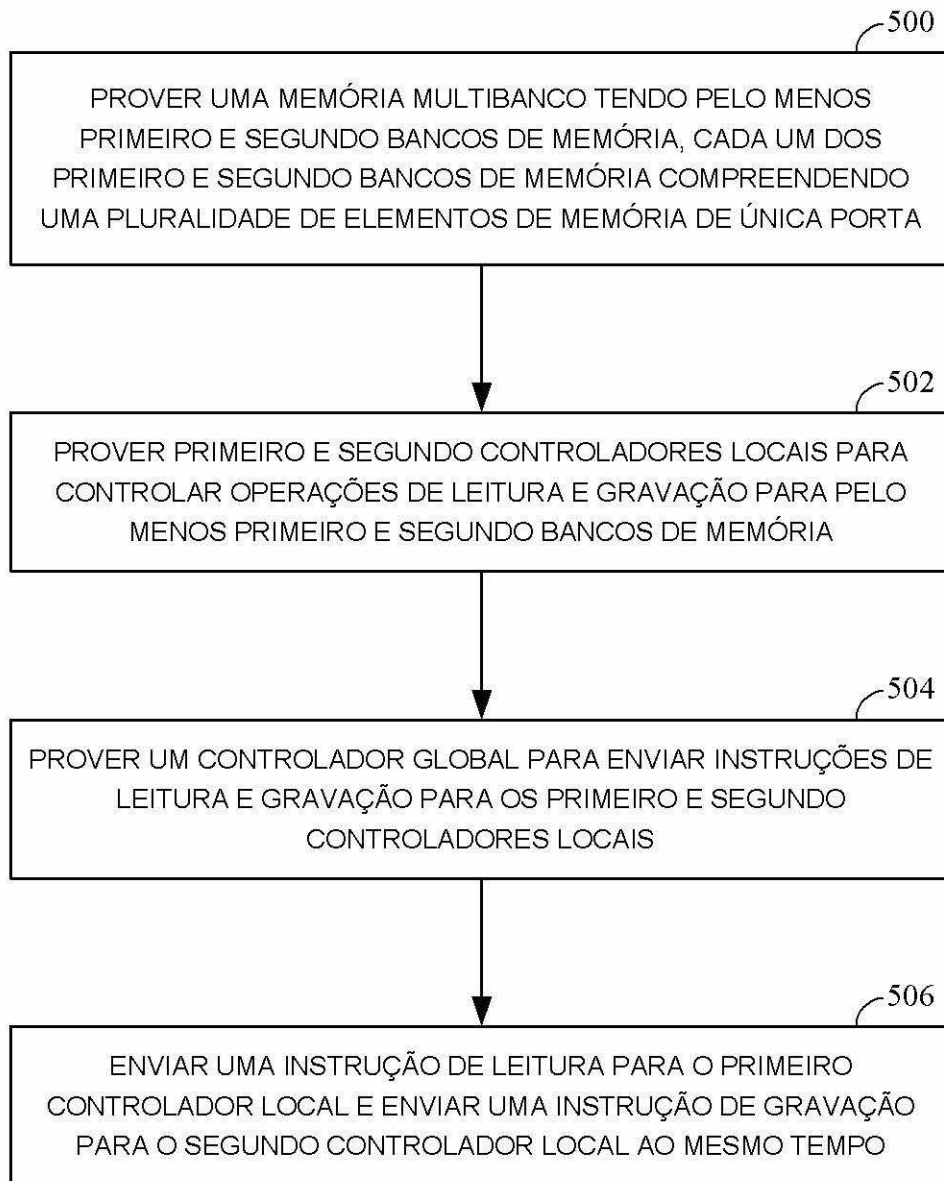 500
PROVER UMA MEMÓRIA MULTIBANCO TENDO PELO MENOS
PRIMEIRO E SEGUNDO BANCOS DE MEMÓRIA, CADA UM DOS
PRIMEIRO E SEGUNDO BANCOS DE MEMÓRIA COMPREENDENDO
UMA PLURALIDADE DE ELEMENTOS DE MEMÓRIA DE ÚNICA PORTA
502
PROVER PRIMEIRO E SEGUNDO CONTROLADORES LOCAIS PARA
CONTROLAR OPERAÇÕES DE LEITURA E GRAVAÇÃO PARA PELO
MENOS PRIMEIRO E SEGUNDO BANCOS DE MEMÓRIA
504
PROVER UM CONTROLADOR GLOBAL PARA ENVIAR INSTRUÇÕES DE
LEITURA E GRAVAÇÃO PARA OS PRIMEIRO E SEGUNDO
CONTROLADORES LOCAIS
506
ENVIAR UMA INSTRUÇÃO DE LEITURA PARA O PRIMEIRO
CONTROLADOR LOCAL E ENVIAR UMA INSTRUÇÃO DE GRAVAÇÃO
PARA O SEGUNDO CONTROLADOR LOCAL AO MESMO TEMPO